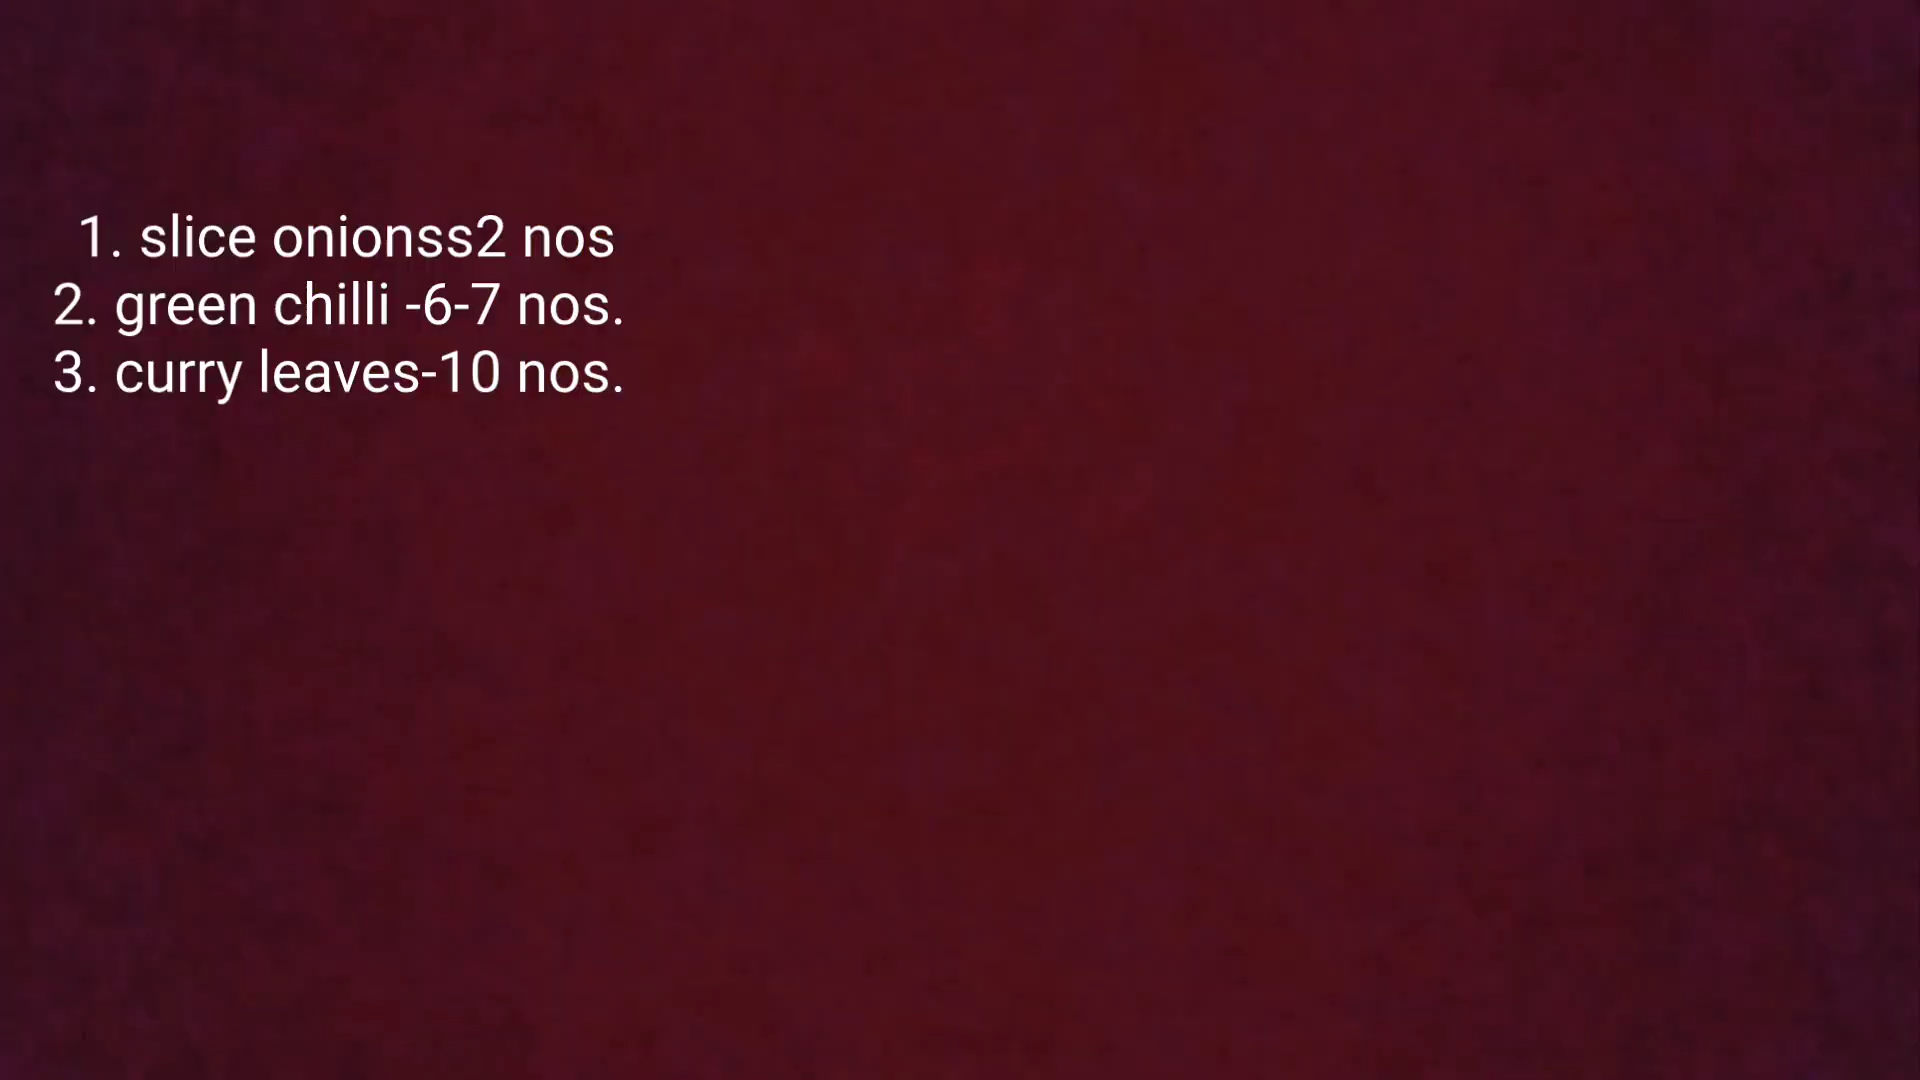 1. slice onionss2 nos
2. green chilli -6-7 nos.
3. curry leaves-10 nos.